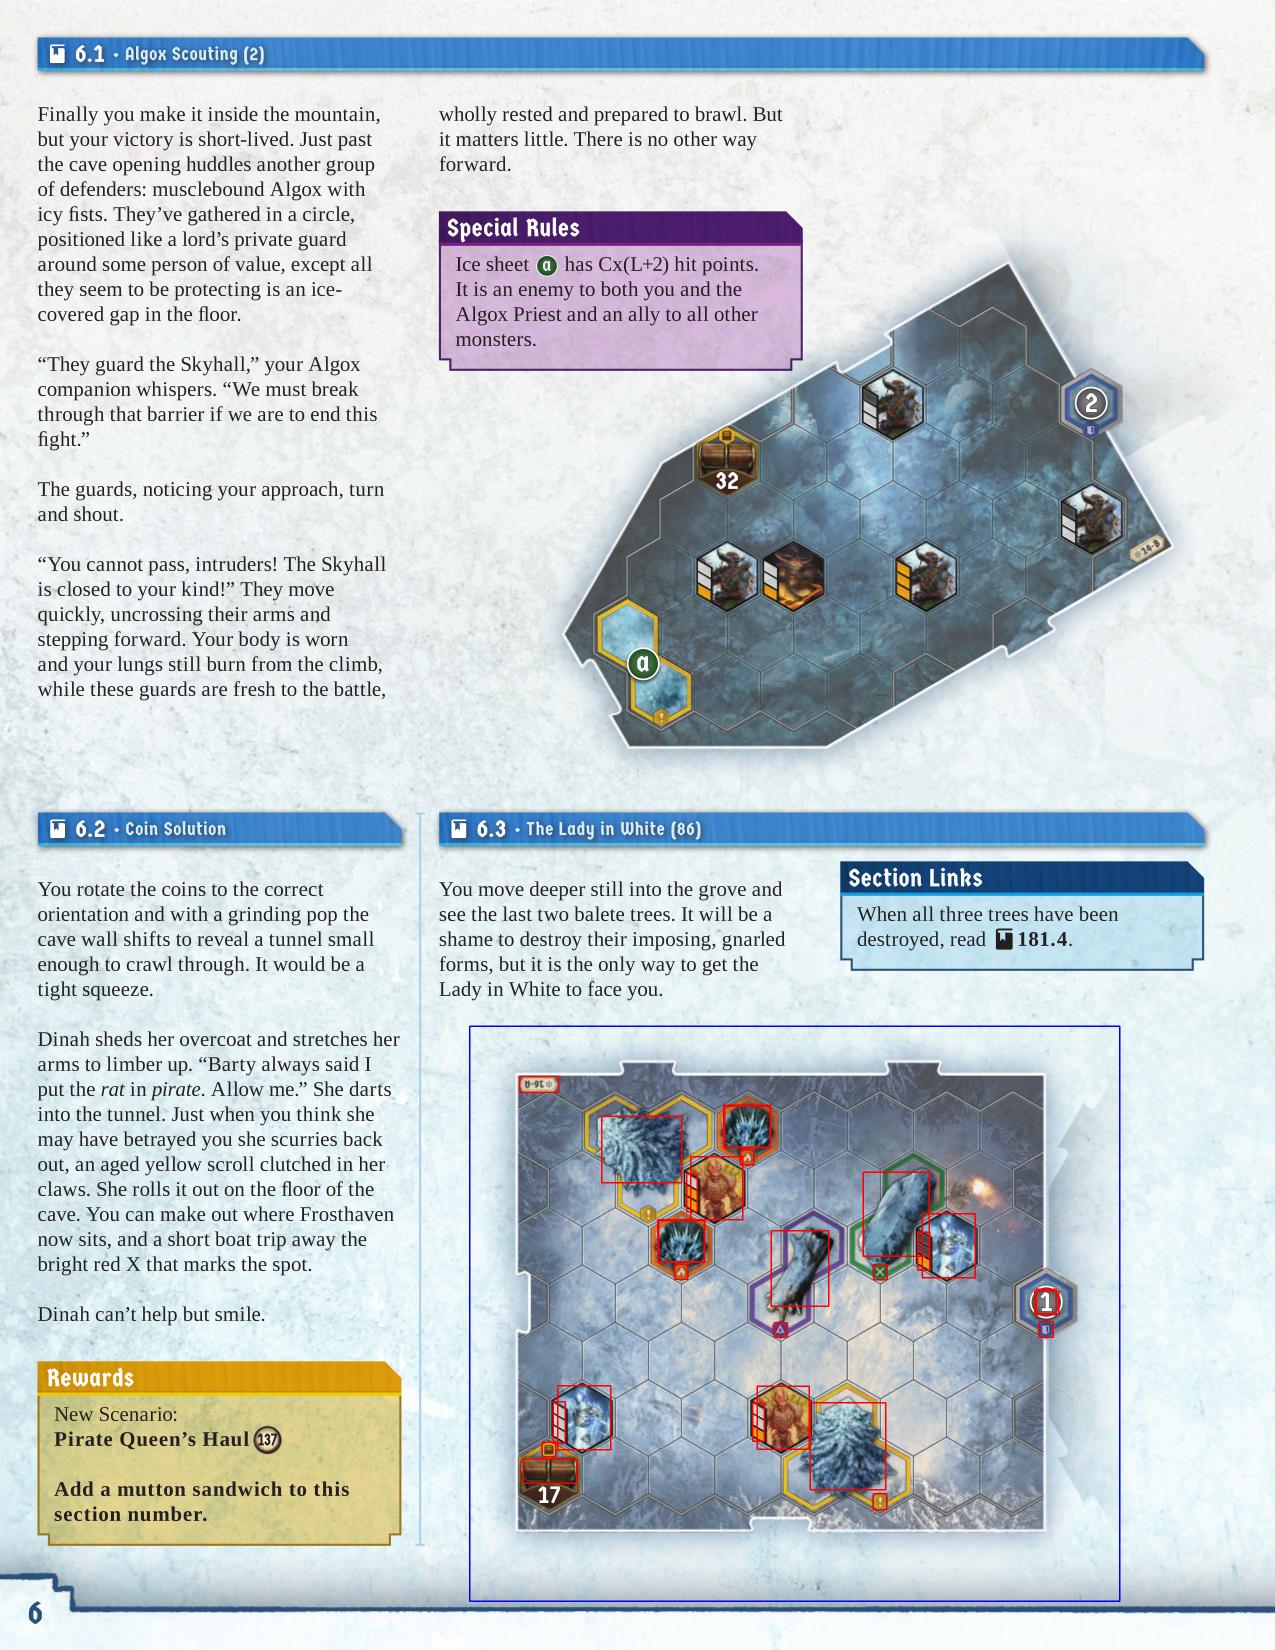 6.1 • Algox Scouting (2)
Finally you make it inside the mountain,
but your victory is short-lived. Just past
the cave opening huddles another group
of defenders: musclebound Algox with
icy fists. They’ve gathered in a circle,
positioned like a lord’s private guard
around some person of value, except all
they seem to be protecting is an ice-
covered gap in the floor.
“They guard the Skyhall,” your Algox
companion whispers. “We must break
through that barrier if we are to end this
fight.”
The guards, noticing your approach, turn
and shout.
“You cannot pass, intruders! The Skyhall
is closed to your kind!” They move
quickly, uncrossing their arms and
stepping forward. Your body is worn
and your lungs still burn from the climb,
while these guards are fresh to the battle,
wholly rested and prepared to brawl. But
it matters little. There is no other way
forward.
Special Rules
Ice sheet a has Cx(L+2) hit points.
It is an enemy to both you and the
Algox Priest and an ally to all other
monsters.
2
32
14-B
a
6.2 • Coin Solution
You rotate the coins to the correct
orientation and with a grinding pop the
cave wall shifts to reveal a tunnel small
enough to crawl through. It would be a
tight squeeze.
Dinah sheds her overcoat and stretches her
arms to limber up. “Barty always said I
put the rat in pirate. Allow me.” She darts
into the tunnel. Just when you think she
may have betrayed you she scurries back
out, an aged yellow scroll clutched in her
claws. She rolls it out on the floor of the
cave. You can make out where Frosthaven
now sits, and a short boat trip away the
bright red X that marks the spot.
Dinah can’t help but smile.
Rewards
New Scenario:
Pirate Queen’s Haul 137
Add a mutton sandwich to this
section number.
6.3 • The Lady in White (86)
You move deeper still into the grove and
see the last two balete trees. It will be a
shame to destroy their imposing, gnarled
forms, but it is the only way to get the
Lady in White to face you.
Section Links
When all three trees have been
destroyed, read 181.4.
16-A
1
17
6